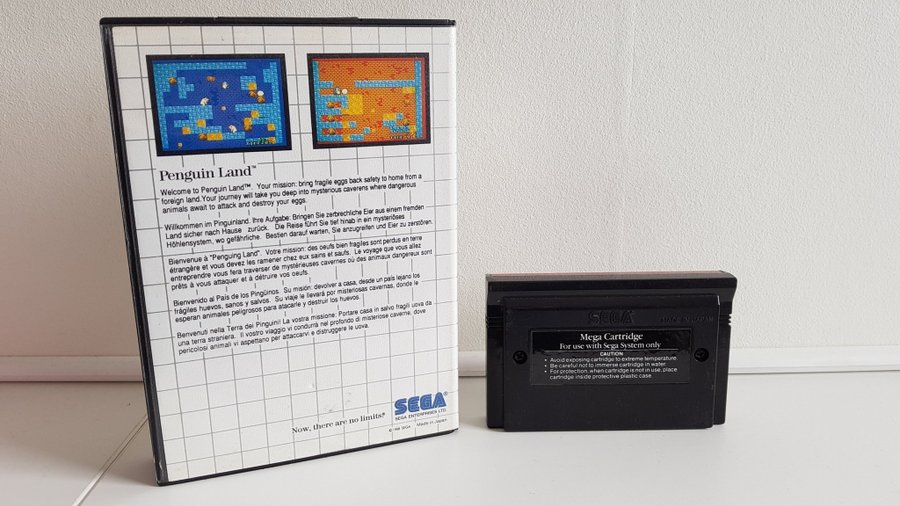 Penguin Land™
Welcome to Penguin Land™. Your mission: bring fragile eggs back safety to home from a
foreign land. Your journey will take you deep into mysterious caverns where dangerous
animals await to attack and destroy your eggs.
Willkommen im Pinguinland. Ihre Aufgabe: Bringen Sie zerbrechliche Eier aus einem fremden
Land sicher nach Hause zurück. Die Reise führt Sie tief hinab in ein mysteriöses
Höhlensystem, wo gefährliche. Bestien darauf warten, Sie anzugreifen und Eier zu zerstören.
Bienvenue à "Penguing Land". Votre mission: des oeufs bien fragiles sont perdus en terre
étrangère et vous devez les ramener chez eux sains et saufs. Le voyage que vous allez
entreprendre vous fera traverser de mystérieuses cavernes où des animaux dangereux sont
prêts à vous attaquer et à détruire vos oeufs.
Bienvenido al País de los Pingüinos. Su misión: devolver a casa, desde un país lejano los
frágiles huevos, sanos y salvos. Su viaje le llevará por misteriosas cavernas, donde le
esperan animales peligrosos para atacarle y destruir los huevos.
Benvenuti nella Terra dei Pinguini! La vostra missione: Portare casa in salvo fragili uova da
una terra straniera. Il vostro viaggio vi condurrà nel profondo di misteriose caverne, dove
pericolosi animali vi aspettano per attaccarvi e distruggere le uova.
Now, there are no limits.®
SEGA®
SEGA ENTERPRISES LTD.
MADE IN JAPAN
SEGA
MADE IN JAPAN
Mega Cartridge
For use with Sega System only
CAUTION
• Avoid exposing cartridge to extreme temperature.
• Be careful not to immerse cartridge in water.
• For protection, when cartridge is not in use, place
cartridge inside protective plastic case.